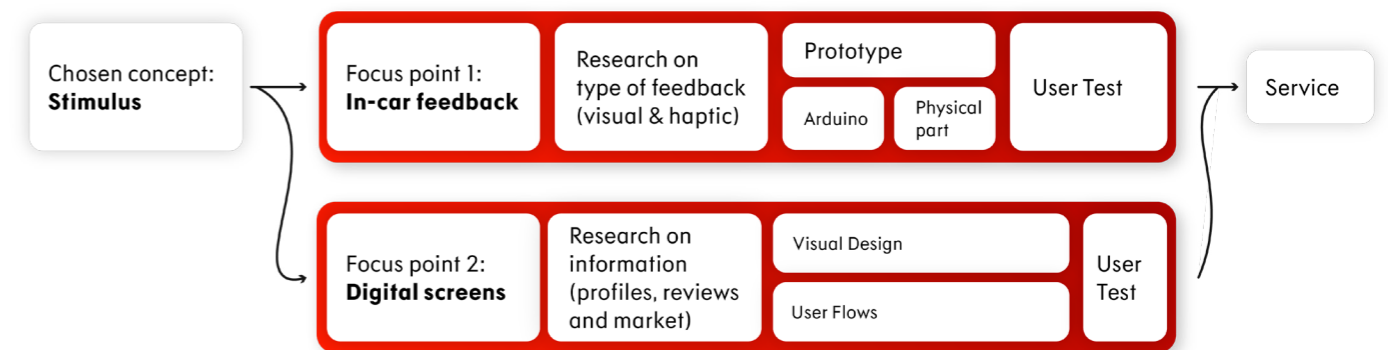 Chosen concept:
Stimulus
Focus point 1:
In-car feedback
Research on
type of feedback
(visual & haptic)
Prototype
Arduino
Physical
part
User Test
Service
Focus point 2:
Digital screens
Research on
information
(profiles, reviews
and market)
Visual Design
User Flows
User
Test